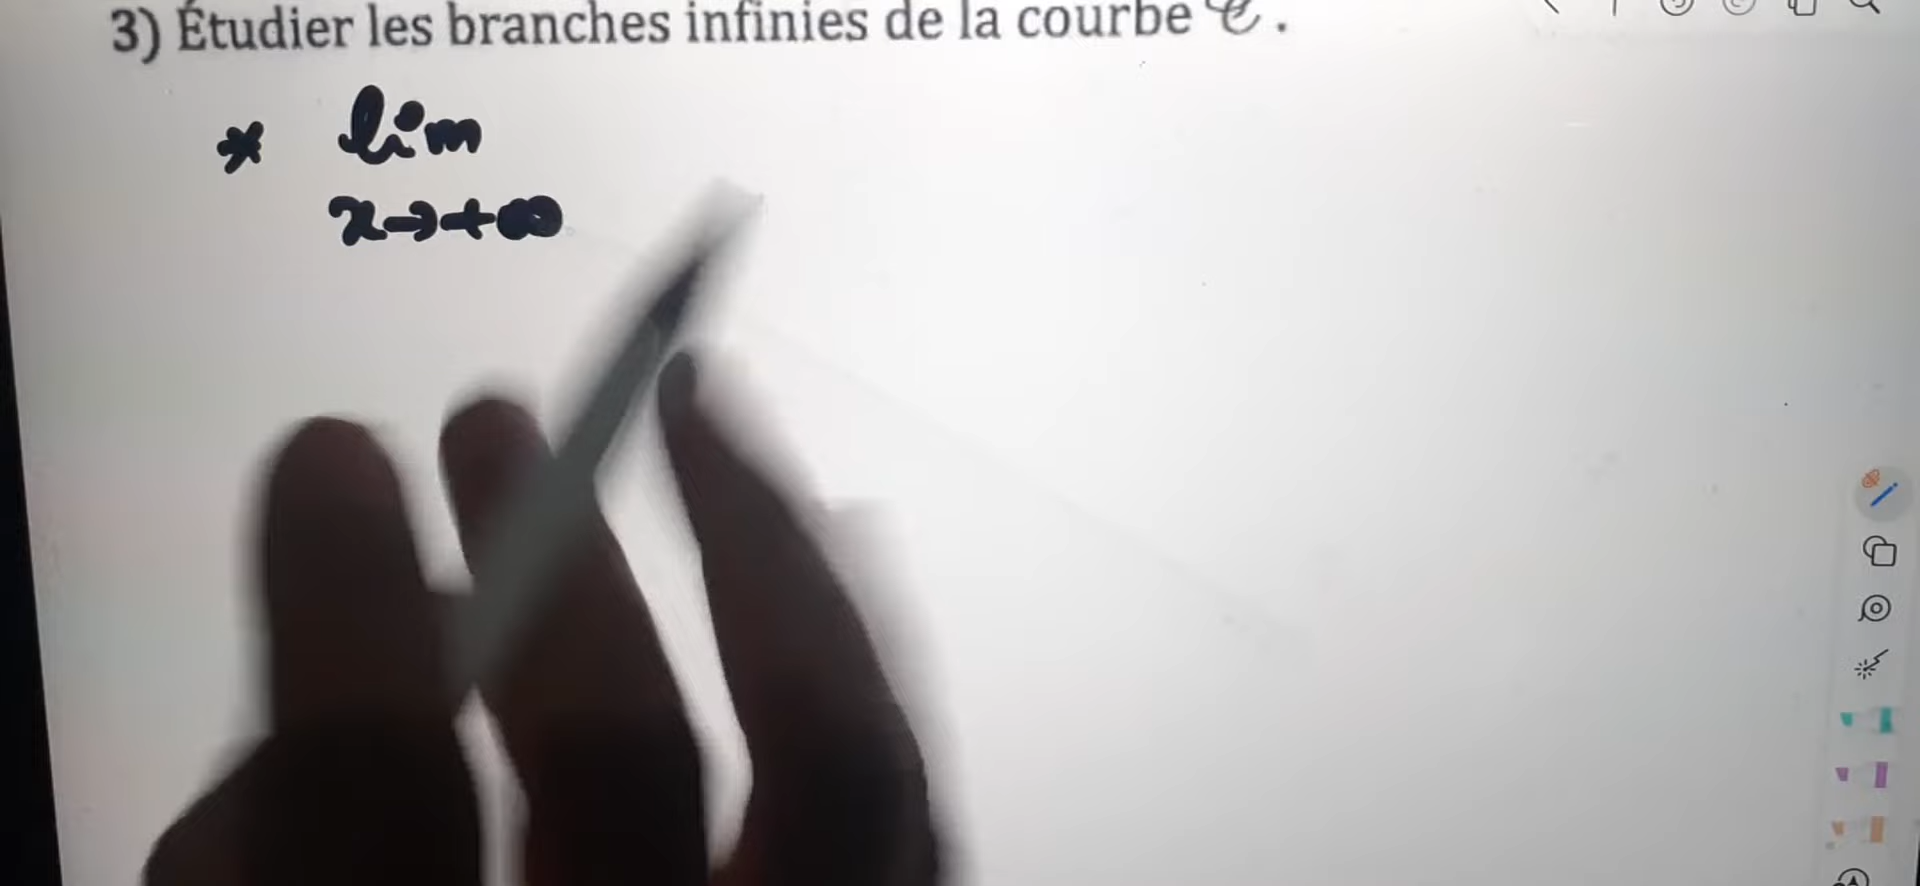 3) Étudier les branches infinies de la courbe 𝒞 .
* lim
x→+∞